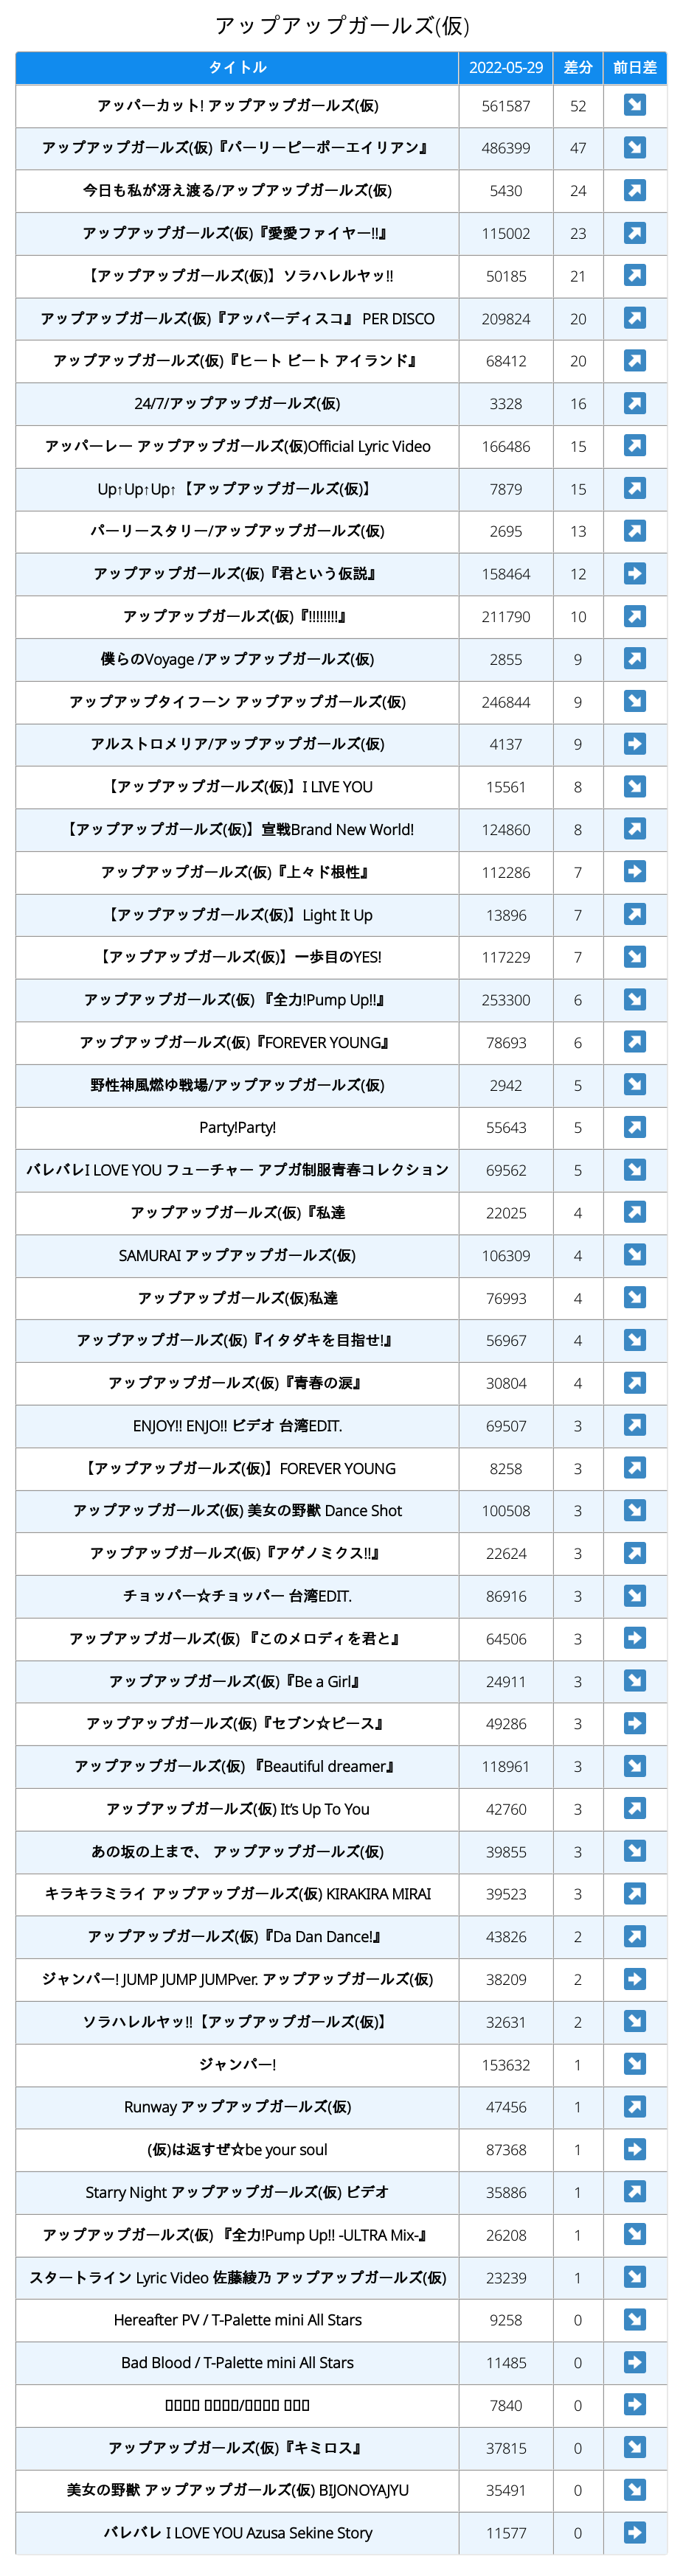 アップアップガールズ(仮)
タイトル 2022-05-29 差分 前日差
アッパーカット! アップアップガールズ(仮) 561587 52
アップアップガールズ(仮)『パーリーピーポーエイリアン』 486399 47
今日も私が冴え渡る/アップアップガールズ(仮) 5430 24
アップアップガールズ(仮)『愛愛ファイヤー!!』 115002 23
【アップアップガールズ(仮)】ソラハレルヤッ!! 50185 21
アップアップガールズ(仮)『アッパーディスコ』 PER DISCO 209824 20
アップアップガールズ(仮)『ヒート ビート アイランド』 68412 20
24/7/アップアップガールズ(仮) 3328 16
アッパーレー アップアップガールズ(仮)Official Lyric Video 166486 15
Up↑Up↑Up↑【アップアップガールズ(仮)】 7879 15
パーリースタリー/アップアップガールズ(仮) 2695 13
アップアップガールズ(仮)『君という仮説』 158464 12
アップアップガールズ(仮)『!!!!!!!!』 211790 10
僕らのVoyage /アップアップガールズ(仮) 2855 9
アップアップタイフーン アップアップガールズ(仮) 246844 9
アルストロメリア/アップアップガールズ(仮) 4137 9
【アップアップガールズ(仮)】I LIVE YOU 15561 8
【アップアップガールズ(仮)】宣戦Brand New World! 124860 8
アップアップガールズ(仮)『上々ド根性』 112286 7
【アップアップガールズ(仮)】Light It Up 13896 7
【アップアップガールズ(仮)】一歩目のYES! 117229 7
アップアップガールズ(仮) 『全力!Pump Up!!』 253300 6
アップアップガールズ(仮)『FOREVER YOUNG』 78693 6
野性神風燃ゆ戦場/アップアップガールズ(仮) 2942 5
Party!Party! 55643 5
バレバレI LOVE YOU フューチャー アプガ制服青春コレクション 69562 5
アップアップガールズ(仮)『私達 22025 4
SAMURAI アップアップガールズ(仮) 106309 4
アップアップガールズ(仮)私達 76993 4
アップアップガールズ(仮)『イタダキを目指せ!』 56967 4
アップアップガールズ(仮)『青春の涙』 30804 4
ENJOY!! ENJO!! ビデオ 台湾EDIT. 69507 3
【アップアップガールズ(仮)】FOREVER YOUNG 8258 3
アップアップガールズ(仮) 美女の野獣 Dance Shot 100508 3
アップアップガールズ(仮)『アゲノミクス!!』 22624 3
チョッパー☆チョッパー 台湾EDIT. 86916 3
アップアップガールズ(仮) 『このメロディを君と』 64506 3
アップアップガールズ(仮)『Be a Girl』 24911 3
アップアップガールズ(仮)『セブン☆ピース』 49286 3
アップアップガールズ(仮) 『Beautiful dreamer』 118961 3
アップアップガールズ(仮) It's Up To You 42760 3
あの坂の上まで、 アップアップガールズ(仮) 39855 3
キラキラミライ アップアップガールズ(仮) KIRAKIRA MIRAI 39523 3
アップアップガールズ(仮)『Da Dan Dance!』 43826 2
ジャンパー! JUMP JUMP JUMPver. アップアップガールズ(仮) 38209 2
ソラハレルヤッ!!【アップアップガールズ(仮)】 32631 2
ジャンパー! 153632 1
Runway アップアップガールズ(仮) 47456 1
(仮)は返すぜ☆be your soul 87368 1
Starry Night アップアップガールズ(仮) ビデオ 35886 1
アップアップガールズ(仮) 『全力!Pump Up!! -ULTRA Mix-』 26208 1
スタートライン Lyric Video 佐藤綾乃 アップアップガールズ(仮) 23239 1
Hereafter PV / T-Palette mini All Stars 9258 0
Bad Blood / T-Palette mini All Stars 11485 0
7840 0
アップアップガールズ(仮)『キミロス』 37815 0
美女の野獣 アップアップガールズ(仮) BIJONOYAJYU 35491 0
バレバレ I LOVE YOU Azusa Sekine Story 11577 0